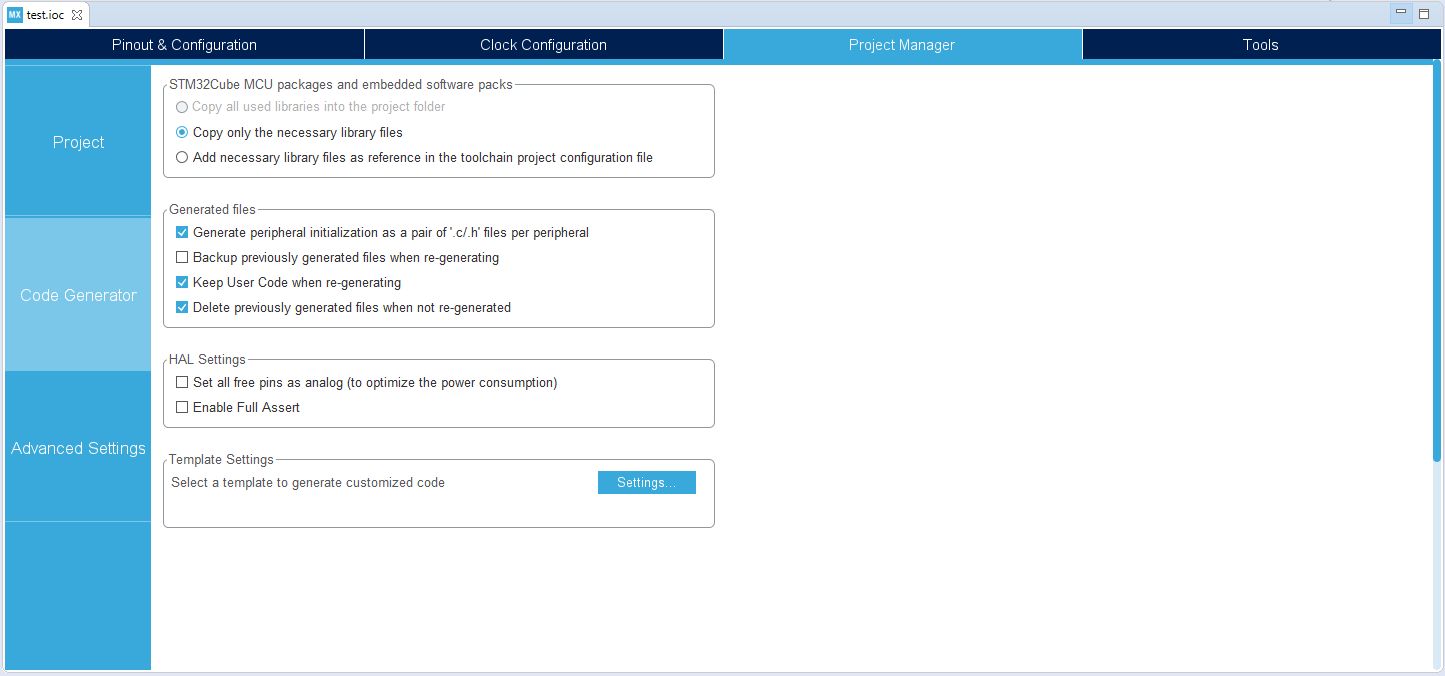 MX test.ioc
Pinout & Configuration
Clock Configuration
Project Manager
Tools
Project
Code Generator
Advanced Settings
STM32Cube MCU packages and embedded software packs
Copy all used libraries into the project folder
Copy only the necessary library files
Add necessary library files as reference in the toolchain project configuration file
Generated files
Generate peripheral initialization as a pair of '.c/.h' files per peripheral
Backup previously generated files when re-generating
Keep User Code when re-generating
Delete previously generated files when not re-generated
HAL Settings
Set all free pins as analog (to optimize the power consumption)
Enable Full Assert
Template Settings
Select a template to generate customized code
Settings...